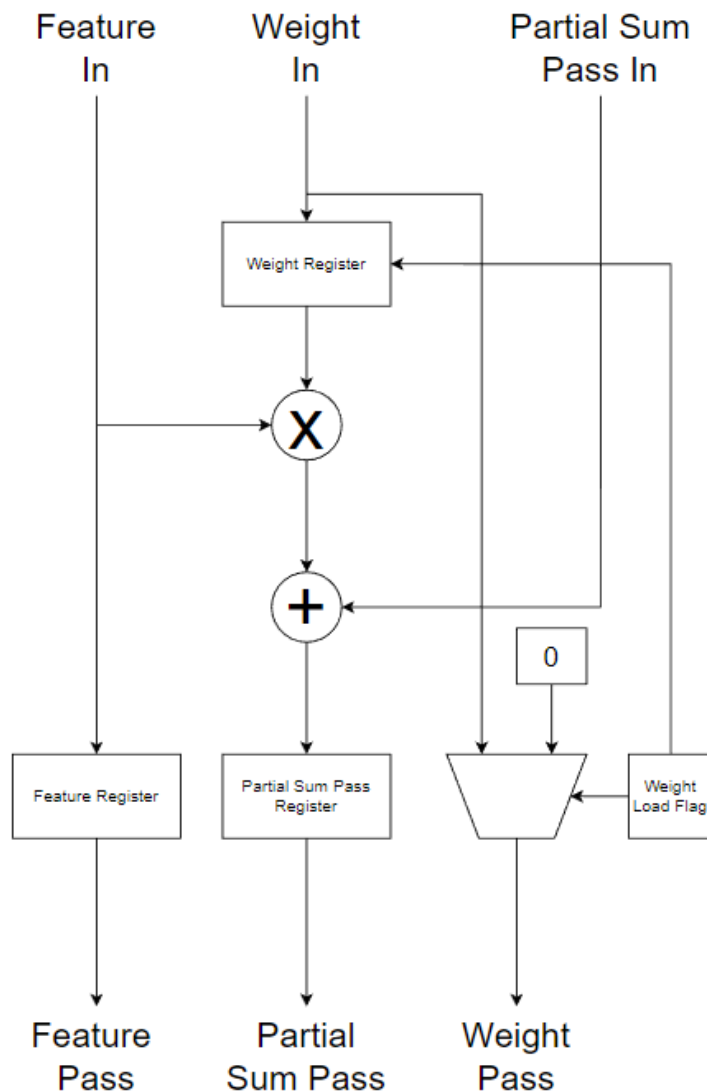 Feature
In
Weight
In
Partial Sum
Pass In
Weight Register
X
+
0
Feature Register
Partial Sum Pass
Register
Weight
Load Flag
Feature
Pass
Partial
Sum Pass
Weight
Pass